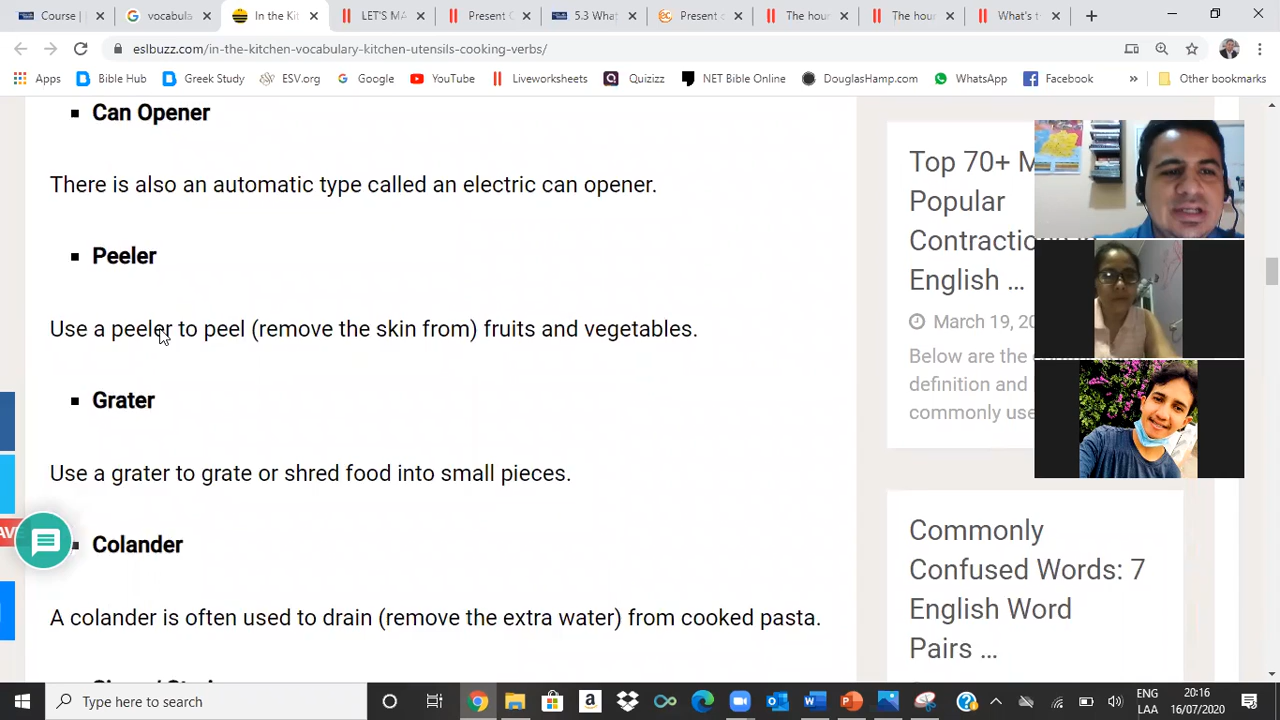 Course |
vocabula
In the Kit
LET'S MA
Present
5.3 What
Present c
The hour
The hour
What's t
eslbuzz.com/in-the-kitchen-vocabulary-kitchen-utensils-cooking-verbs/
Apps
Bible Hub
Greek Study
ESV.org
Google
YouTube
Liveworksheets
Quizizz
NET Bible Online
DouglasHamp.com
WhatsApp
Facebook
»
Other bookmarks
Can Opener
There is also an automatic type called an electric can opener.
Peeler
Use a peeler to peel (remove the skin from) fruits and vegetables.
Grater
Use a grater to grate or shred food into small pieces.
Colander
A colander is often used to drain (remove the extra water) from cooked pasta.
Top 70+ M
Popular
Contractio
English …
March 19, 20
Below are the
definition and
commonly use
Commonly
Confused Words: 7
English Word
Pairs …
AVE
Type here to search
ENG
LAA
20:16
16/07/2020